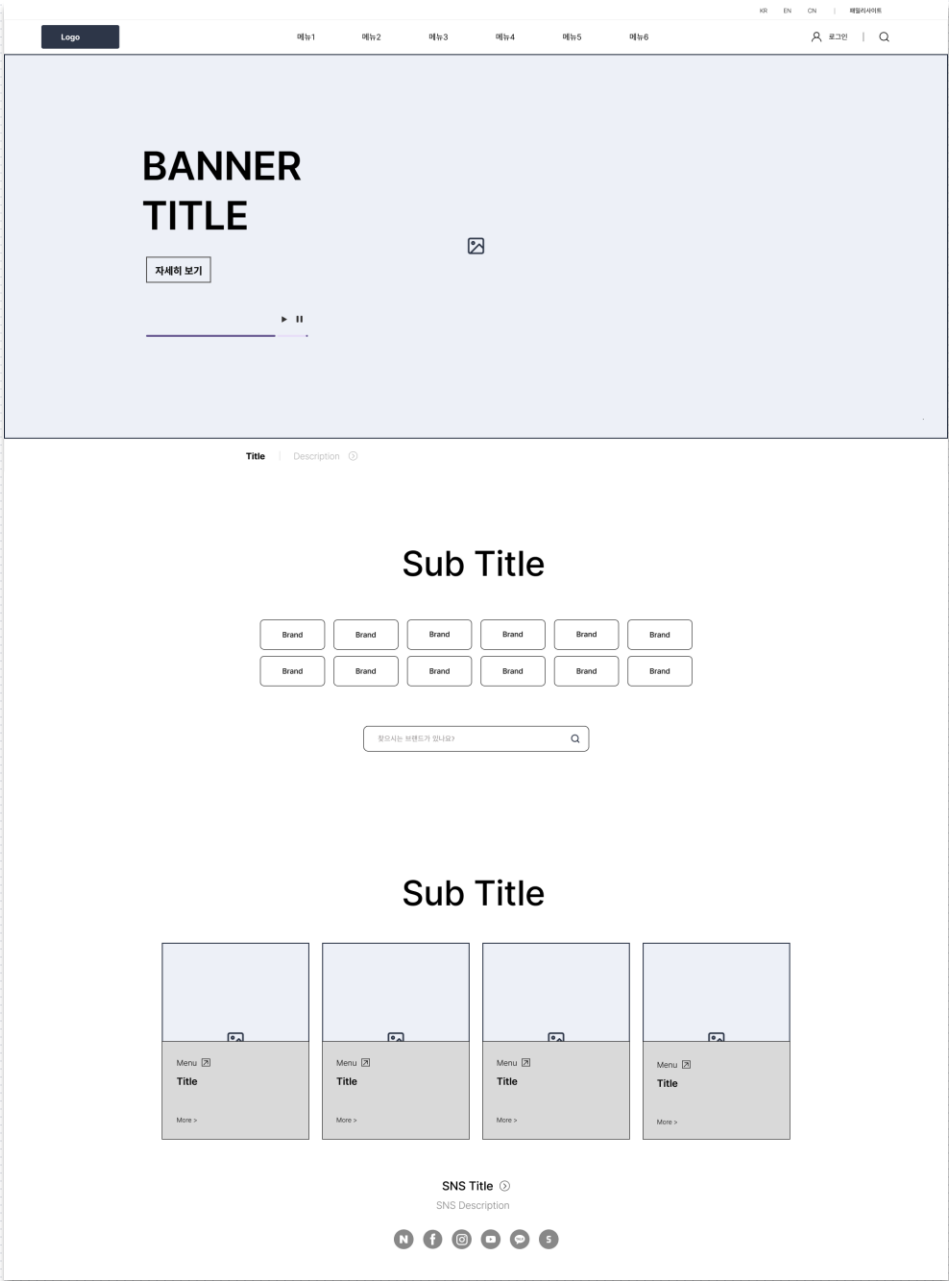 KR EN CN | 패밀리사이트
Logo 메뉴1 메뉴2 메뉴3 메뉴4 메뉴5 메뉴6 로그인 |
BANNER
TITLE
자세히 보기
Title | Description
Sub Title
Brand Brand Brand Brand Brand Brand
Brand Brand Brand Brand Brand Brand
찾으시는 브랜드가 있나요?
Sub Title
Menu Menu Menu Menu
Title Title Title Title
More > More > More > More >
SNS Title
SNS Description
N f TALK S